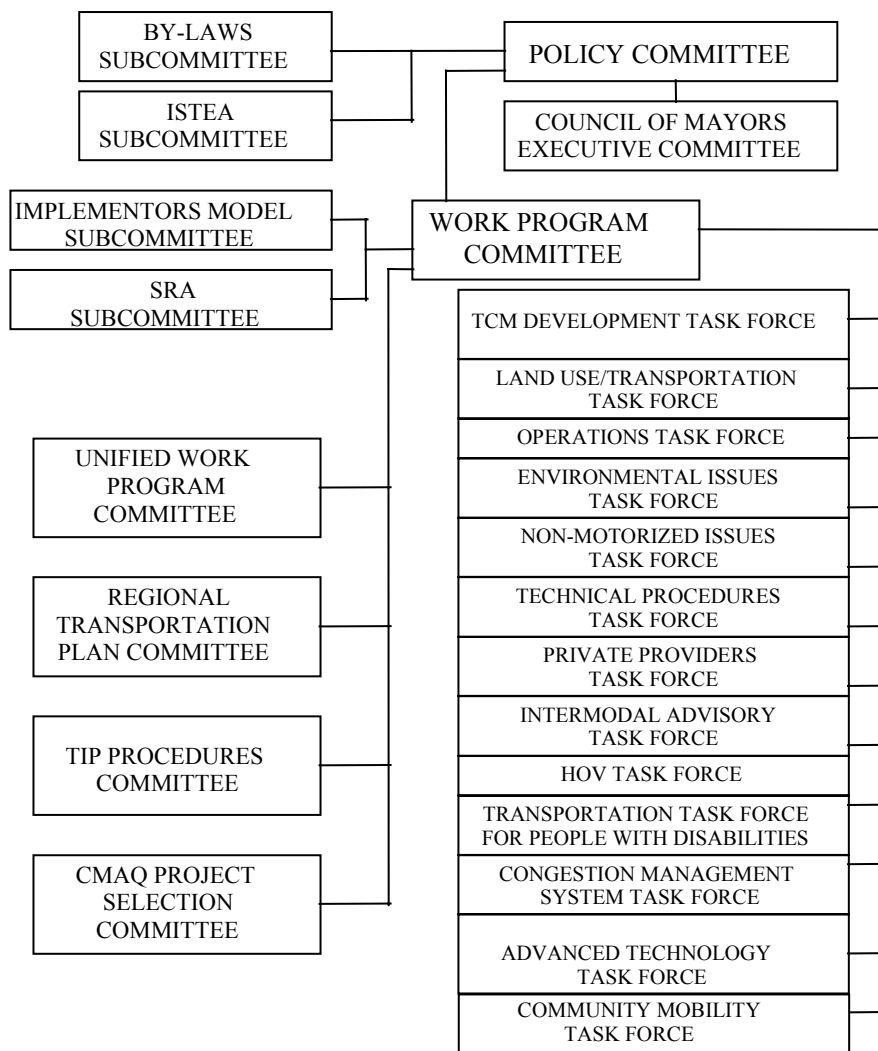 BY-LAWS
SUBCOMMITTEE
POLICY COMMITTEE
ISTEA
SUBCOMMITTEE
COUNCIL OF MAYORS
EXECUTIVE COMMITTEE
IMPLEMENTORS MODEL
SUBCOMMITTEE
WORK PROGRAM
COMMITTEE
SRA
SUBCOMMITTEE
UNIFIED WORK
PROGRAM
COMMITTEE
REGIONAL
TRANSPORTATION
PLAN COMMITTEE
TIP PROCEDURES
COMMITTEE
CMAQ PROJECT
SELECTION
COMMITTEE
TCM DEVELOPMENT TASK FORCE
LAND USE/TRANSPORTATION
TASK FORCE
OPERATIONS TASK FORCE
ENVIRONMENTAL ISSUES
TASK FORCE
NON-MOTORIZED ISSUES
TASK FORCE
TECHNICAL PROCEDURES
TASK FORCE
PRIVATE PROVIDERS
TASK FORCE
INTERMODAL ADVISORY
TASK FORCE
HOV TASK FORCE
TRANSPORTATION TASK FORCE
FOR PEOPLE WITH DISABILITIES
CONGESTION MANAGEMENT
SYSTEM TASK FORCE
ADVANCED TECHNOLOGY
TASK FORCE
COMMUNITY MOBILITY
TASK FORCE